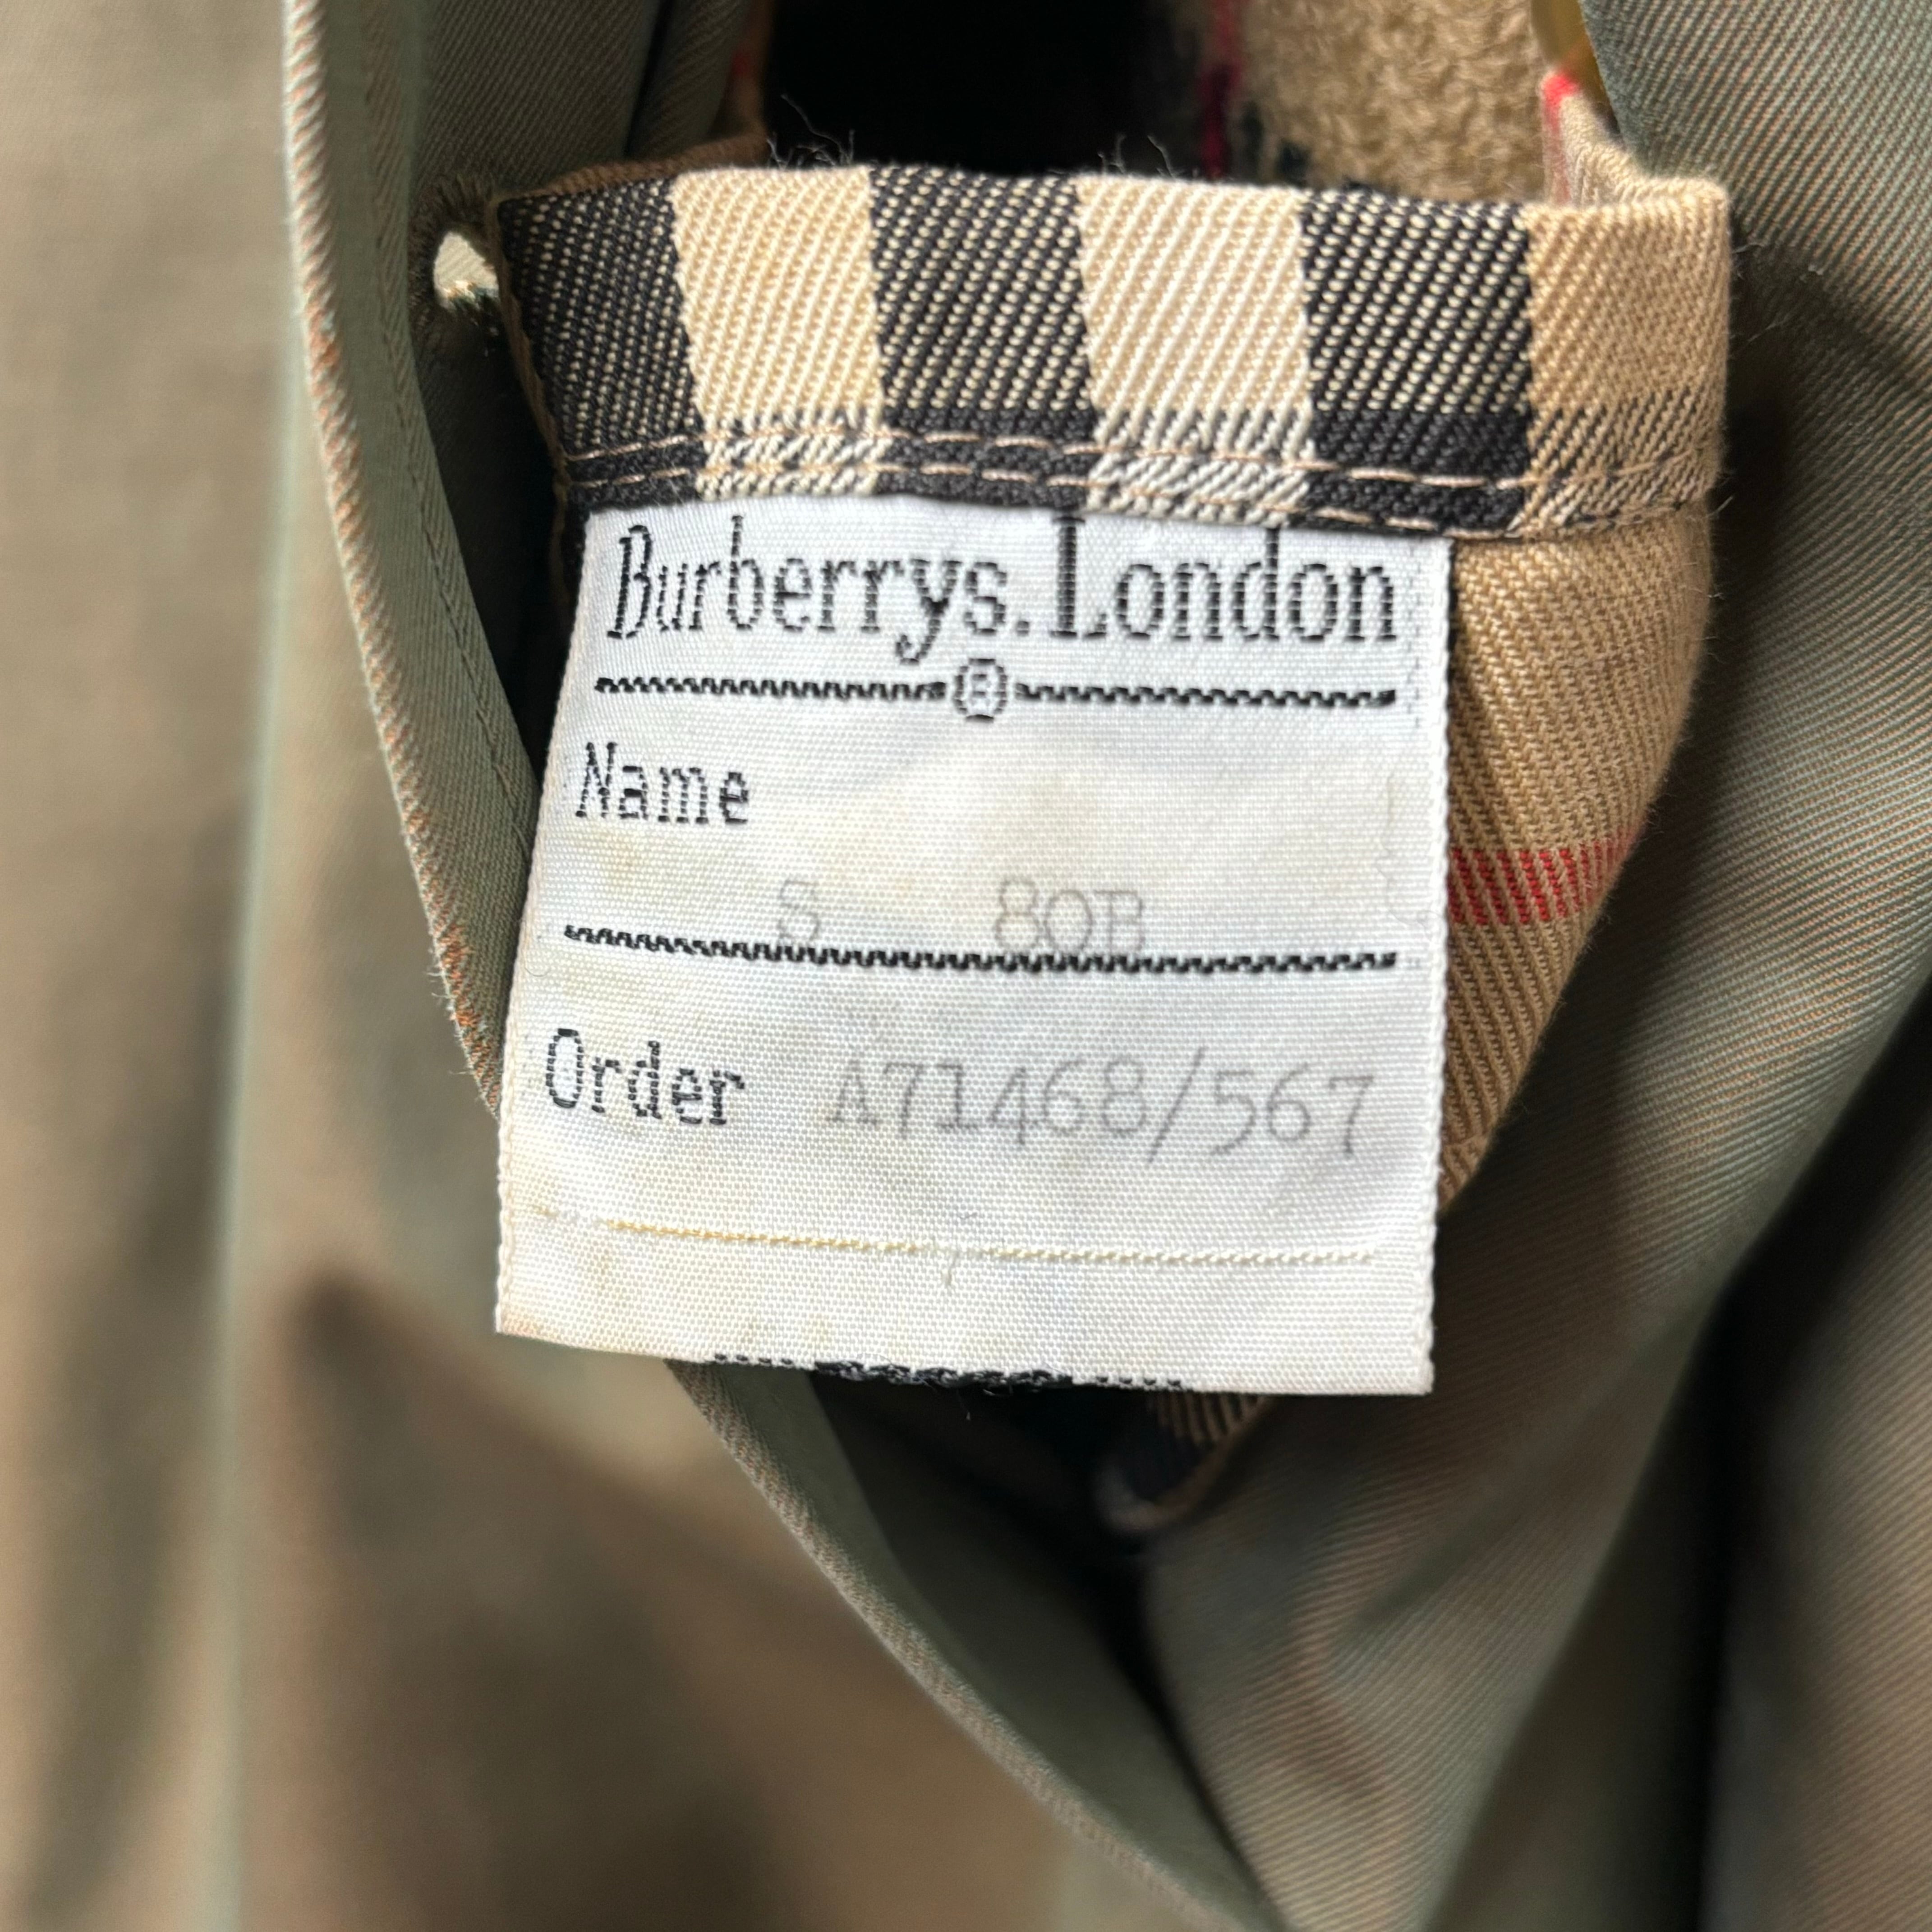 Burberrys. London
®
Name
S 80B
Order A71468/567